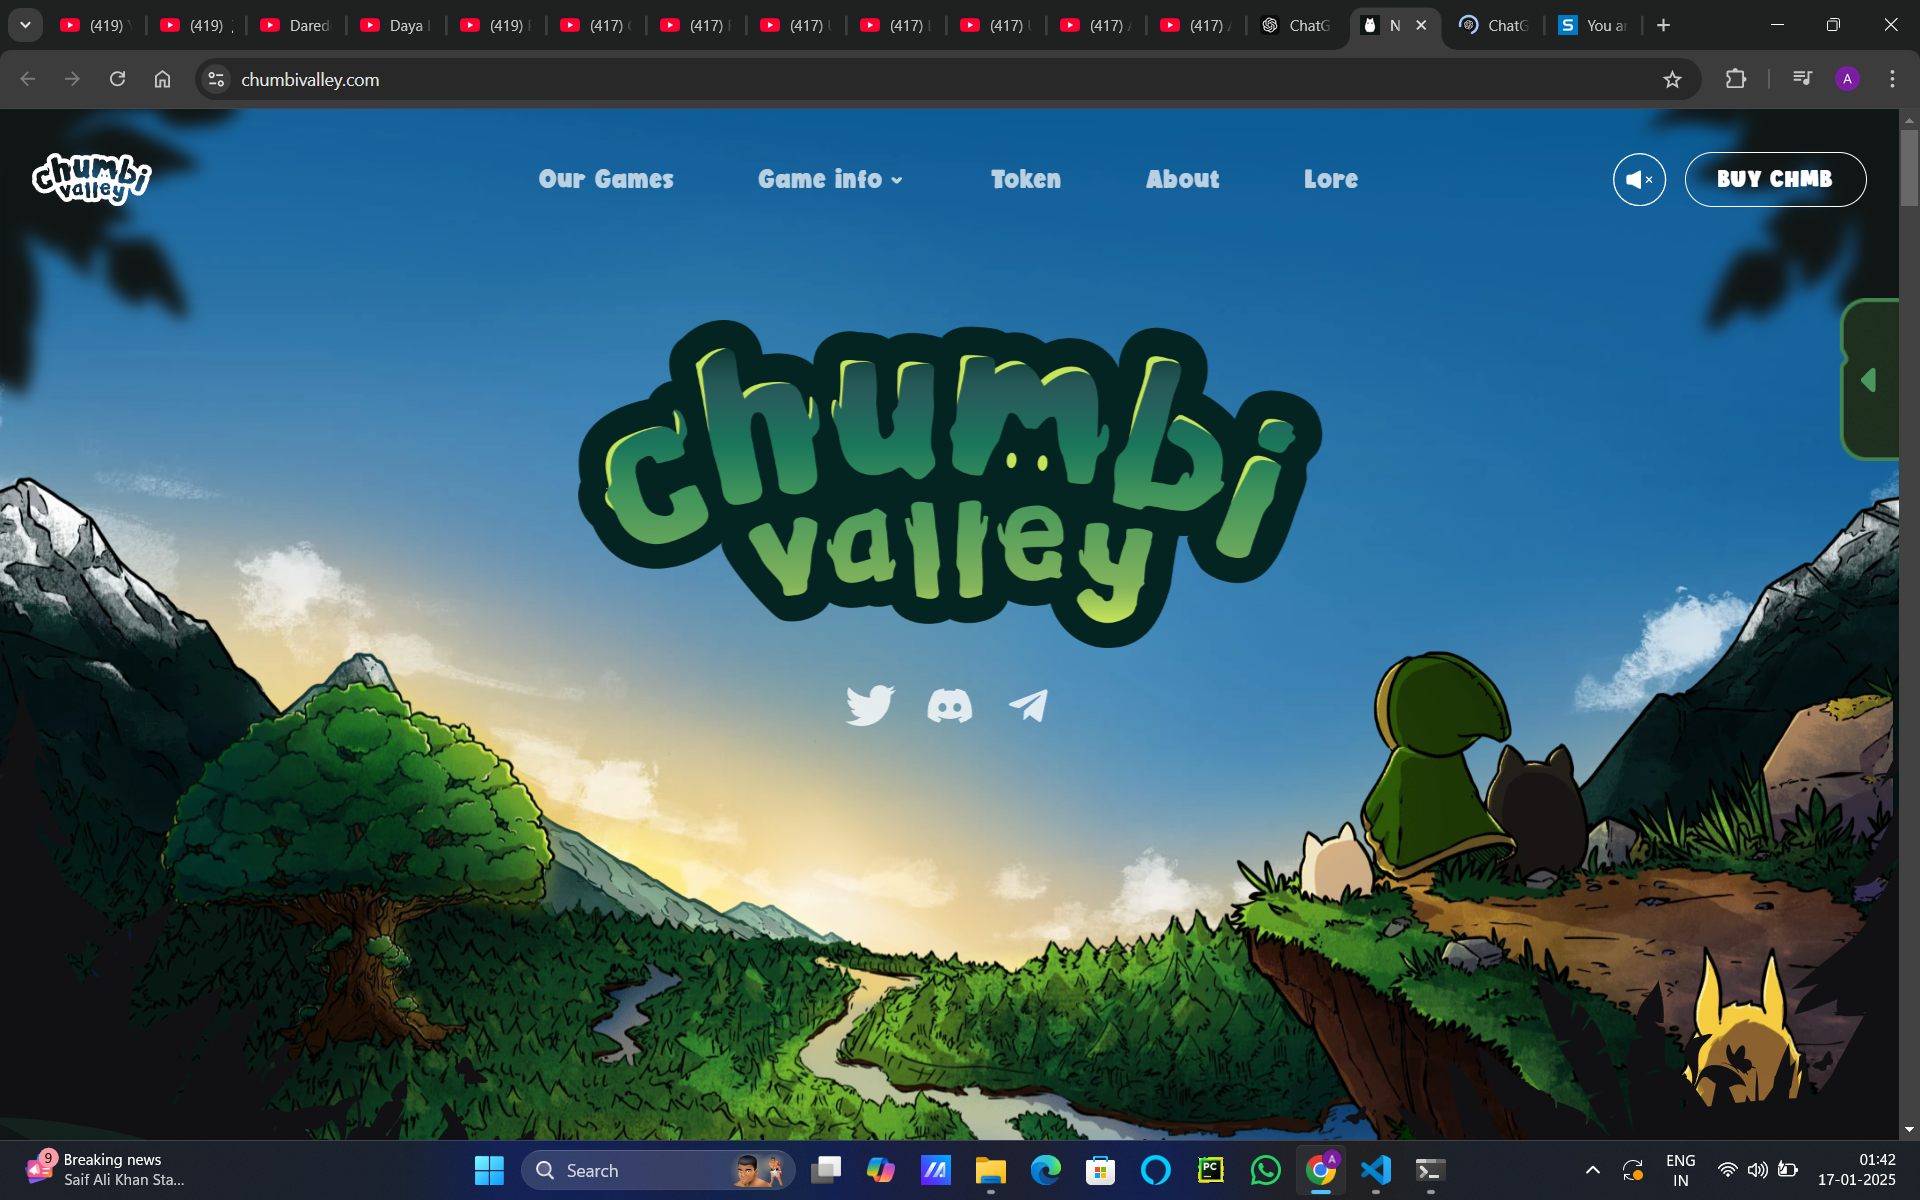 (419)
(419)
Dared
Daya
(419)
(417)
(417)
(417)
(417)
(417)
(417)
(417)
ChatG
N
ChatG
You ar
chumbivalley.com
A
chumbi
valley
Our Games
Game info
Token
About
Lore
BUY CHMB
chumbi
valley
9
Breaking news
Saif Ali Khan Sta...
Search
PC
A
ENG
IN
01:42
17-01-2025